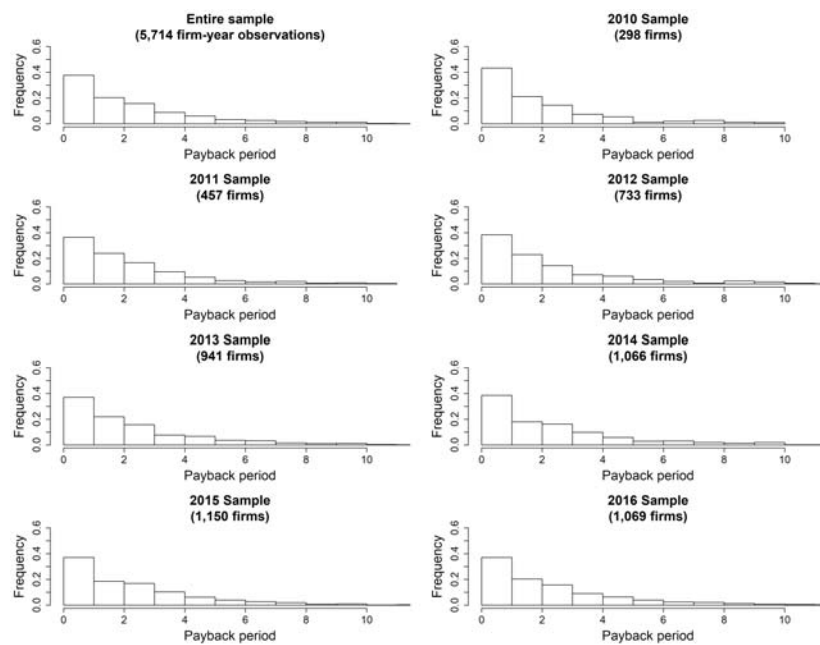 Entire sample
(5,714 firm-year observations)
Frequency
0.0 0.2 0.4 0.6
0 2 4 6 8 10
Payback period
2010 Sample
(298 firms)
Frequency
0.0 0.2 0.4 0.6
0 2 4 6 8 10
Payback period
2011 Sample
(457 firms)
Frequency
0.0 0.2 0.4 0.6
0 2 4 6 8 10
Payback period
2012 Sample
(733 firms)
Frequency
0.0 0.2 0.4 0.6
0 2 4 6 8 10
Payback period
2013 Sample
(941 firms)
Frequency
0.0 0.2 0.4 0.6
0 2 4 6 8 10
Payback period
2014 Sample
(1,066 firms)
Frequency
0.0 0.2 0.4 0.6
0 2 4 6 8 10
Payback period
2015 Sample
(1,150 firms)
Frequency
0.0 0.2 0.4 0.6
0 2 4 6 8 10
Payback period
2016 Sample
(1,069 firms)
Frequency
0.0 0.2 0.4 0.6
0 2 4 6 8 10
Payback period